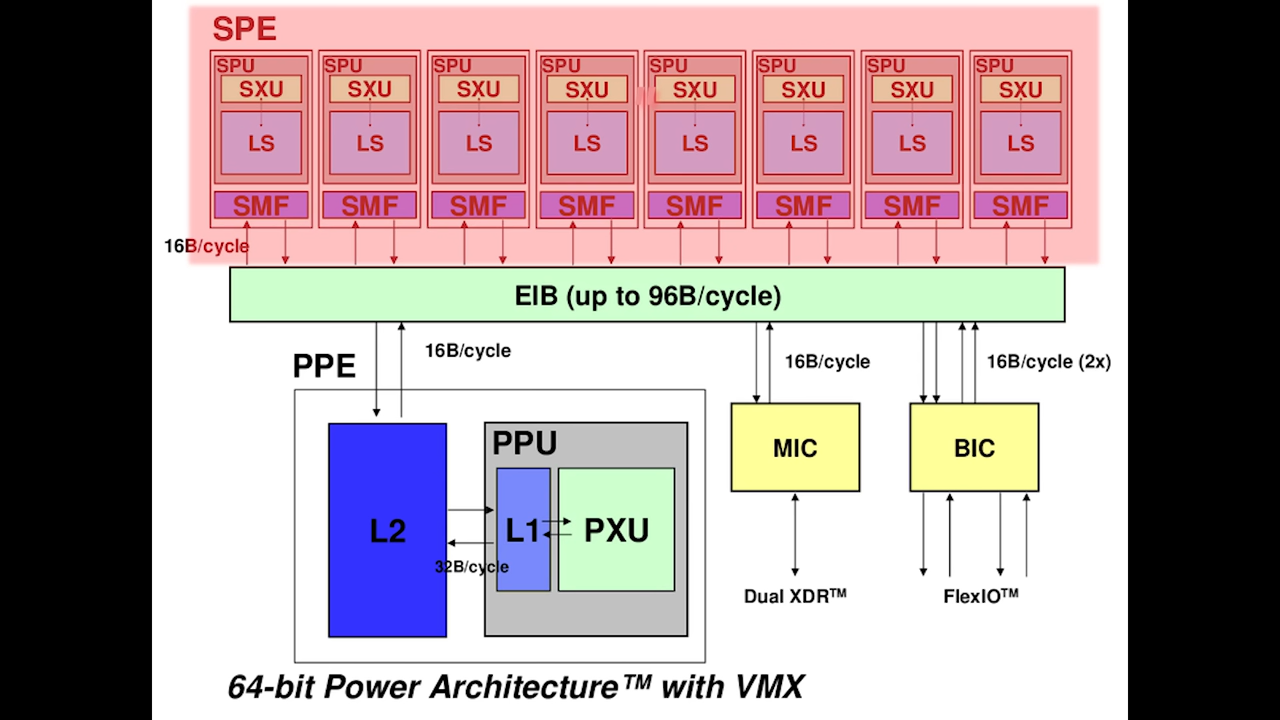 SPE
SPU SPU SPU SPU SPU SPU SPU SPU
SXU SXU SXU SXU SXU SXU SXU SXU
LS LS LS LS LS LS LS LS
SMF SMF SMF SMF SMF SMF SMF SMF
16B/cycle
EIB (up to 96B/cycle)
16B/cycle 16B/cycle 16B/cycle (2x)
PPE
PPU
MIC BIC
L2 L1 PXU
32B/cycle
Dual XDR™ FlexIO™
64-bit Power Architecture™ with VMX